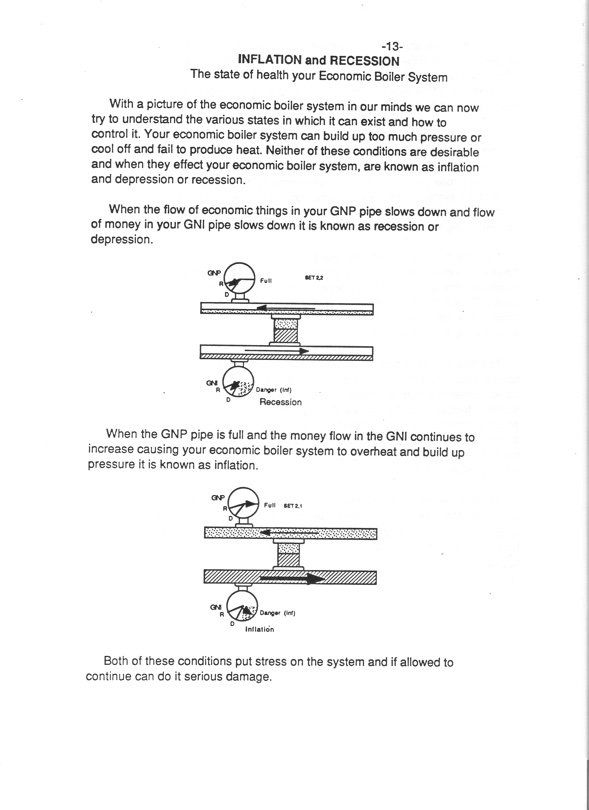 -13-
INFLATION and RECESSION
The state of health your Economic Boiler System
With a picture of the economic boiler system in our minds we can now
try to understand the various states in which it can exist and how to
control it. Your economic boiler system can build up too much pressure or
cool off and fail to produce heat. Neither of these conditions are desirable
and when they effect your economic boiler system, are known as inflation
and depression or recession.
When the flow of economic things in your GNP pipe slows down and flow
of money in your GNI pipe slows down it is known as recession or
depression.
GNP
R
D
Full
SET 2,2
GNI
R
D
Danger (Inf)
Recession
When the GNP pipe is full and the money flow in the GNI continues to
increase causing your economic boiler system to overheat and build up
pressure it is known as inflation.
GNP
R
D
Full
SET 2,1
GNI
R
D
Danger (Inf)
Inflation
Both of these conditions put stress on the system and if allowed to
continue can do it serious damage.